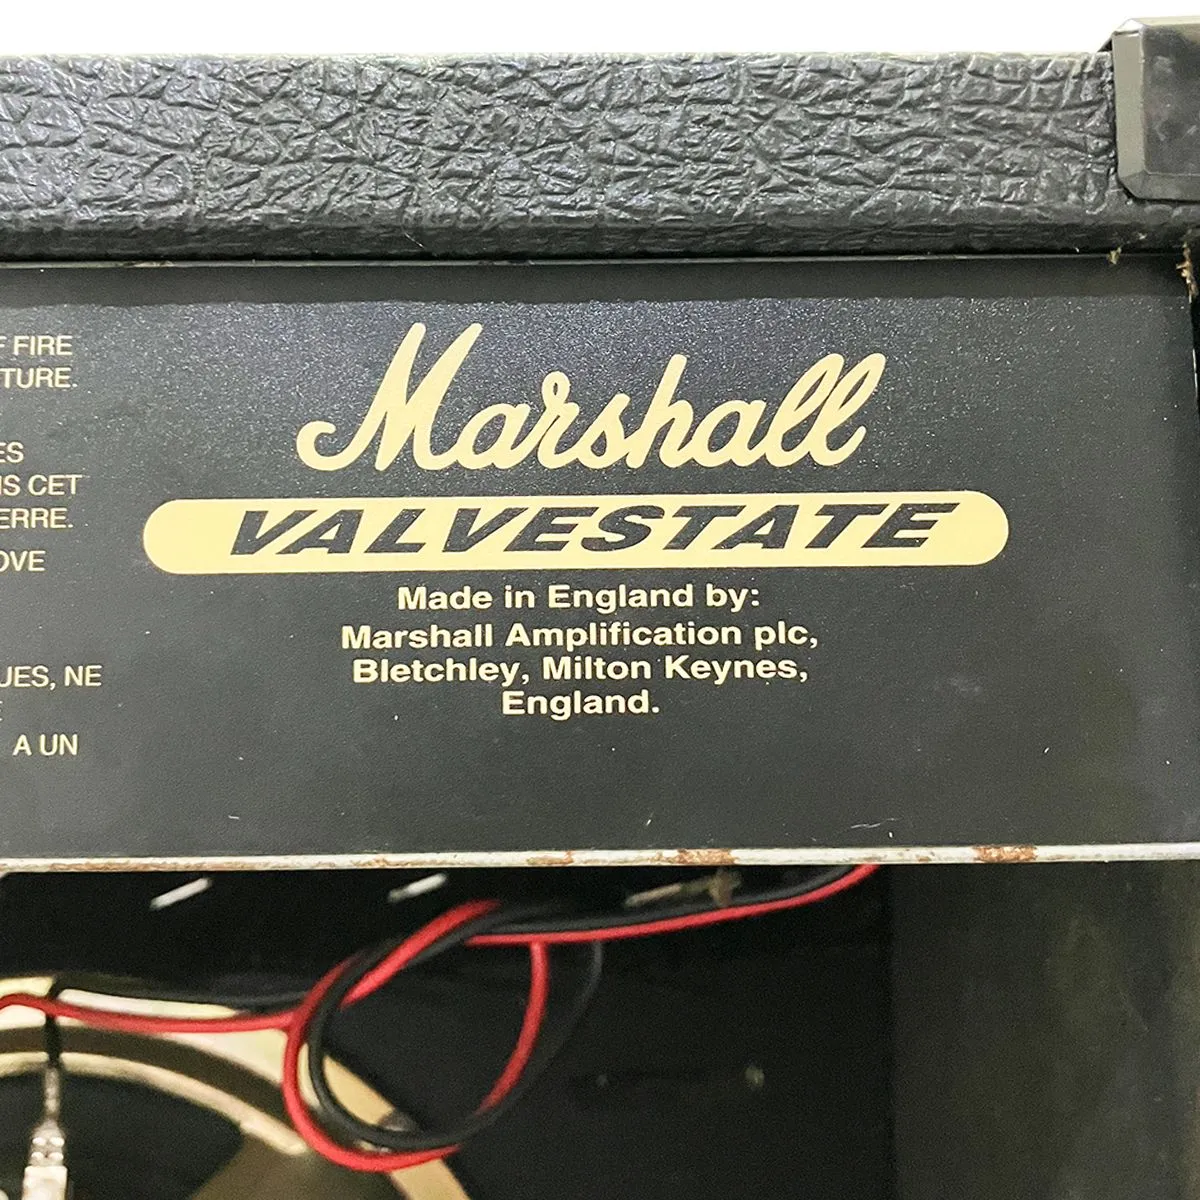 FIRE
TURE.
ES
IS CET
ERRE.
OVE
UES, NE
A UN
Marshall
VALVESTATE
Made in England by:
Marshall Amplification plc,
Bletchley, Milton Keynes,
England.